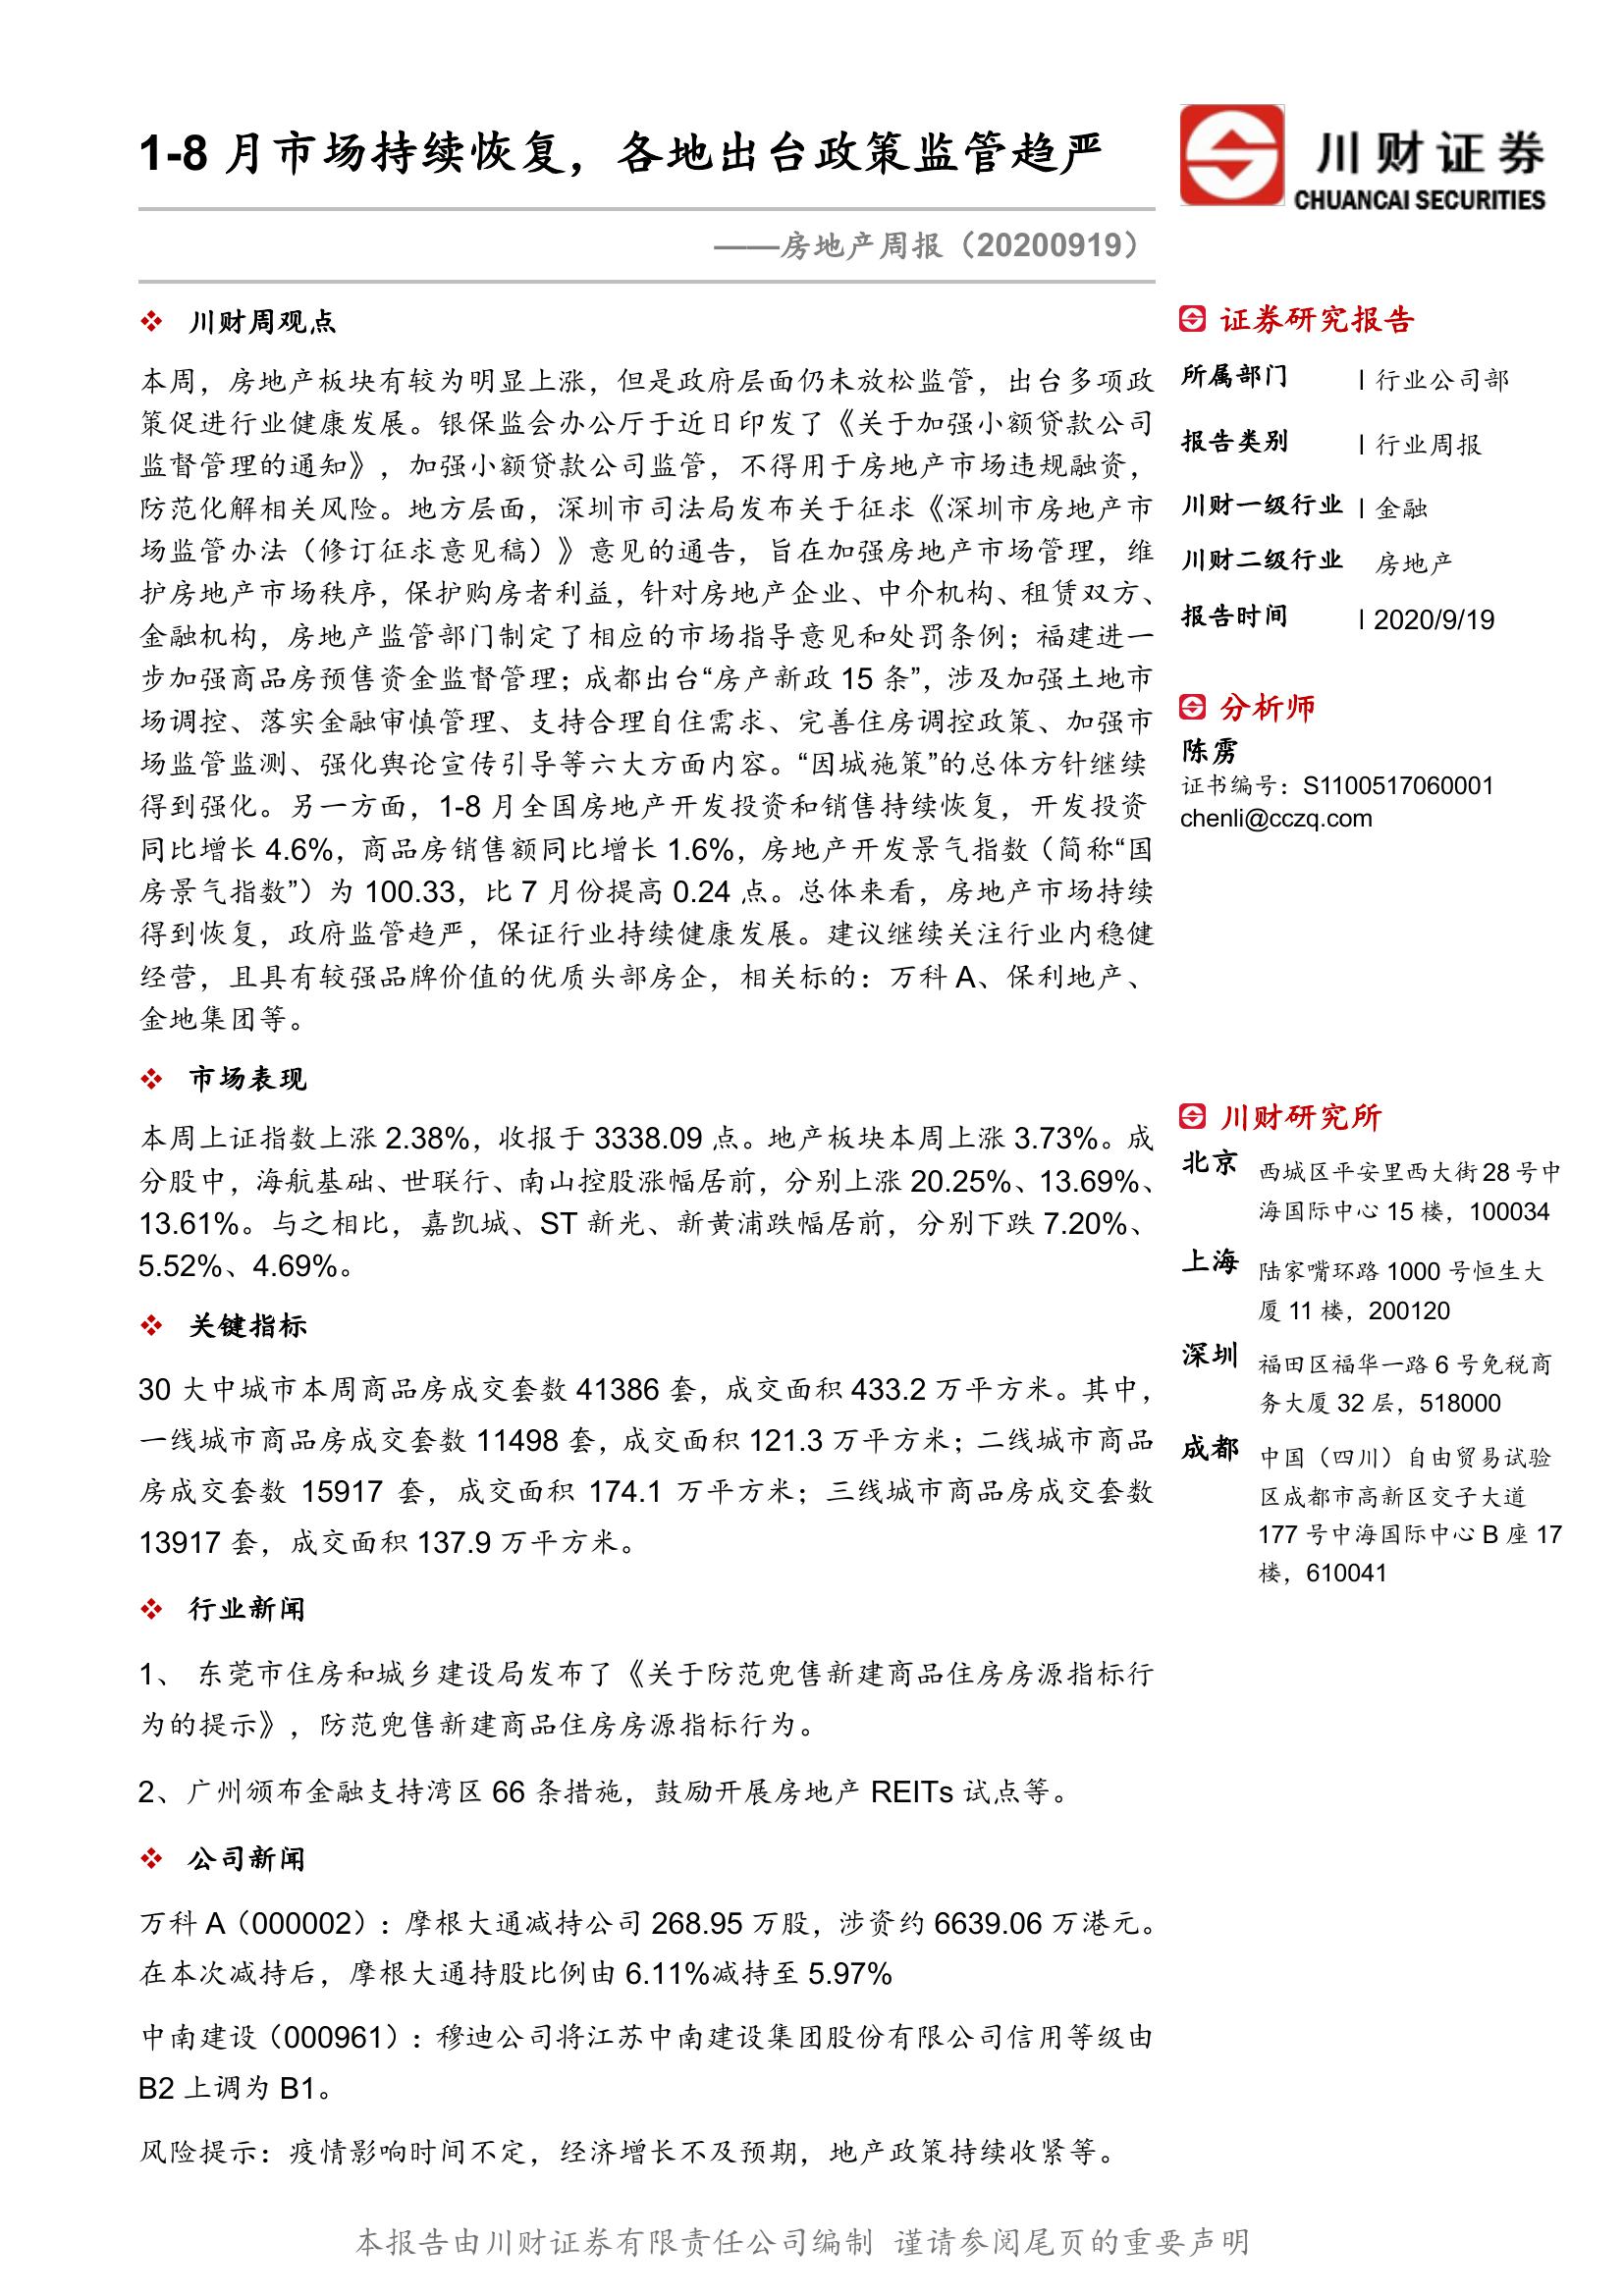 1-8 月市场持续恢复，各地出台政策监管趋严
——房地产周报（20200919）
川财证券
CHUANCAI SECURITIES
川财周观点
本周，房地产板块有较为明显上涨，但是政府层面仍未放松监管，出台多项政
策促进行业健康发展。银保监会办公厅于近日印发了《关于加强小额贷款公司
监督管理的通知》，加强小额贷款公司监管，不得用于房地产市场违规融资，
防范化解相关风险。地方层面，深圳市司法局发布关于征求《深圳市房地产市
场监管办法（修订征求意见稿）》意见的通告，旨在加强房地产市场管理，维
护房地产市场秩序，保护购房者利益，针对房地产企业、中介机构、租赁双方、
金融机构，房地产监管部门制定了相应的市场指导意见和处罚条例；福建进一
步加强商品房预售资金监督管理；成都出台“房产新政 15 条”，涉及加强土地市
场调控、落实金融审慎管理、支持合理自住需求、完善住房调控政策、加强市
场监管监测、强化舆论宣传引导等六大方面内容。“因城施策”的总体方针继续
得到强化。另一方面，1-8 月全国房地产开发投资和销售持续恢复，开发投资
同比增长 4.6%，商品房销售额同比增长 1.6%，房地产开发景气指数（简称“国
房景气指数”）为 100.33，比 7 月份提高 0.24 点。总体来看，房地产市场持续
得到恢复，政府监管趋严，保证行业持续健康发展。建议继续关注行业内稳健
经营，且具有较强品牌价值的优质头部房企，相关标的：万科 A、保利地产、
金地集团等。
市场表现
本周上证指数上涨 2.38%，收报于 3338.09 点。地产板块本周上涨 3.73%。成
分股中，海航基础、世联行、南山控股涨幅居前，分别上涨 20.25%、13.69%、
13.61%。与之相比，嘉凯城、ST 新光、新黄浦跌幅居前，分别下跌 7.20%、
5.52%、4.69%。
关键指标
30 大中城市本周商品房成交套数 41386 套，成交面积 433.2 万平方米。其中，
一线城市商品房成交套数 11498 套，成交面积 121.3 万平方米；二线城市商品
房成交套数 15917 套，成交面积 174.1 万平方米；三线城市商品房成交套数
13917 套，成交面积 137.9 万平方米。
行业新闻
1、 东莞市住房和城乡建设局发布了《关于防范兜售新建商品住房房源指标行
为的提示》，防范兜售新建商品住房房源指标行为。
2、广州颁布金融支持湾区 66 条措施，鼓励开展房地产 REITs 试点等。
公司新闻
万科 A（000002）：摩根大通减持公司 268.95 万股，涉资约 6639.06 万港元。
在本次减持后，摩根大通持股比例由 6.11%减持至 5.97%
中南建设（000961）：穆迪公司将江苏中南建设集团股份有限公司信用等级由
B2 上调为 B1。
风险提示：疫情影响时间不定，经济增长不及预期，地产政策持续收紧等。
证券研究报告
所属部门 | 行业公司部
报告类别 | 行业周报
川财一级行业 | 金融
川财二级行业 房地产
报告时间 | 2020/9/19
分析师
陈雳
证书编号：S1100517060001
chenli@cczq.com
川财研究所
北京 西城区平安里西大街 28 号中
海国际中心 15 楼，100034
上海 陆家嘴环路 1000 号恒生大
厦 11 楼，200120
深圳 福田区福华一路 6 号免税商
务大厦 32 层，518000
成都 中国（四川）自由贸易试验
区成都市高新区交子大道
177 号中海国际中心 B 座 17
楼，610041
本报告由川财证券有限责任公司编制 谨请参阅尾页的重要声明